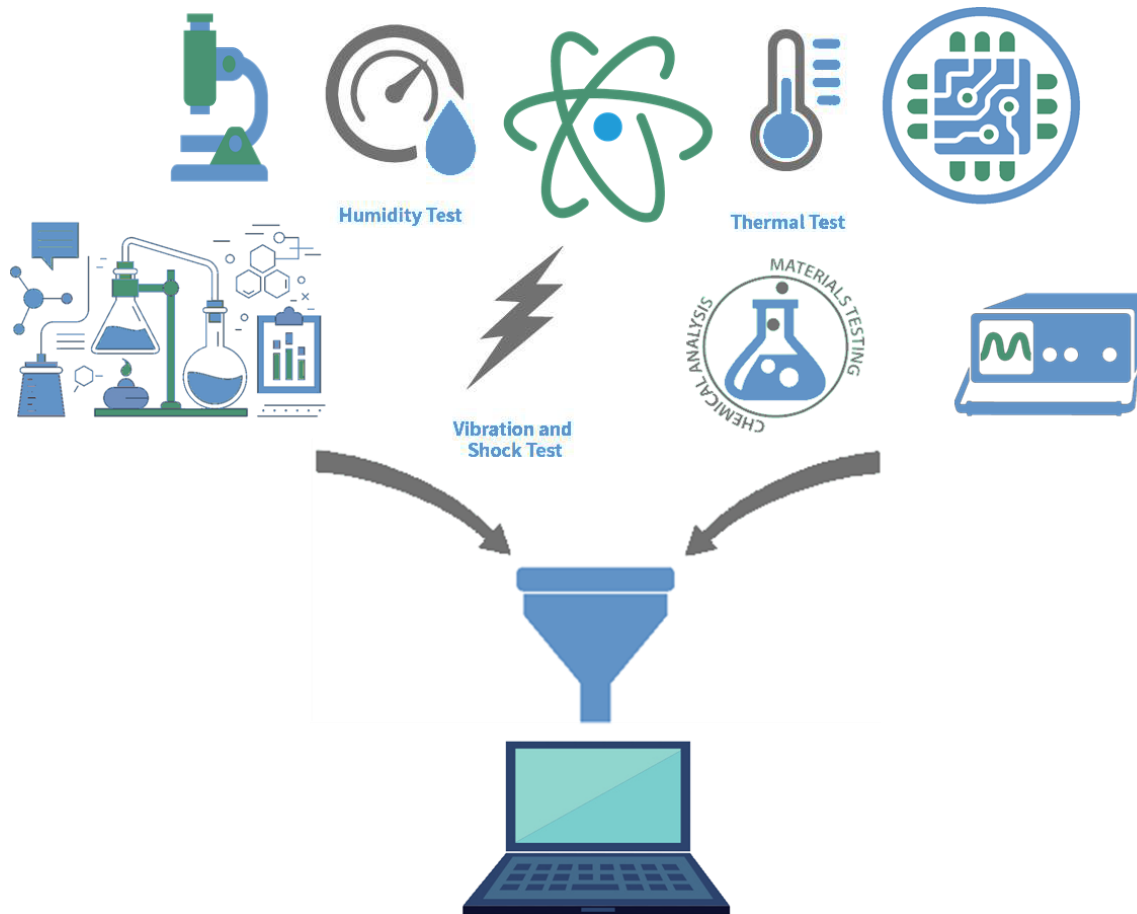 Humidity Test
Thermal Test
MATERIALS TESTING
CHEMICAL ANALYSIS
Vibration and
Shock Test